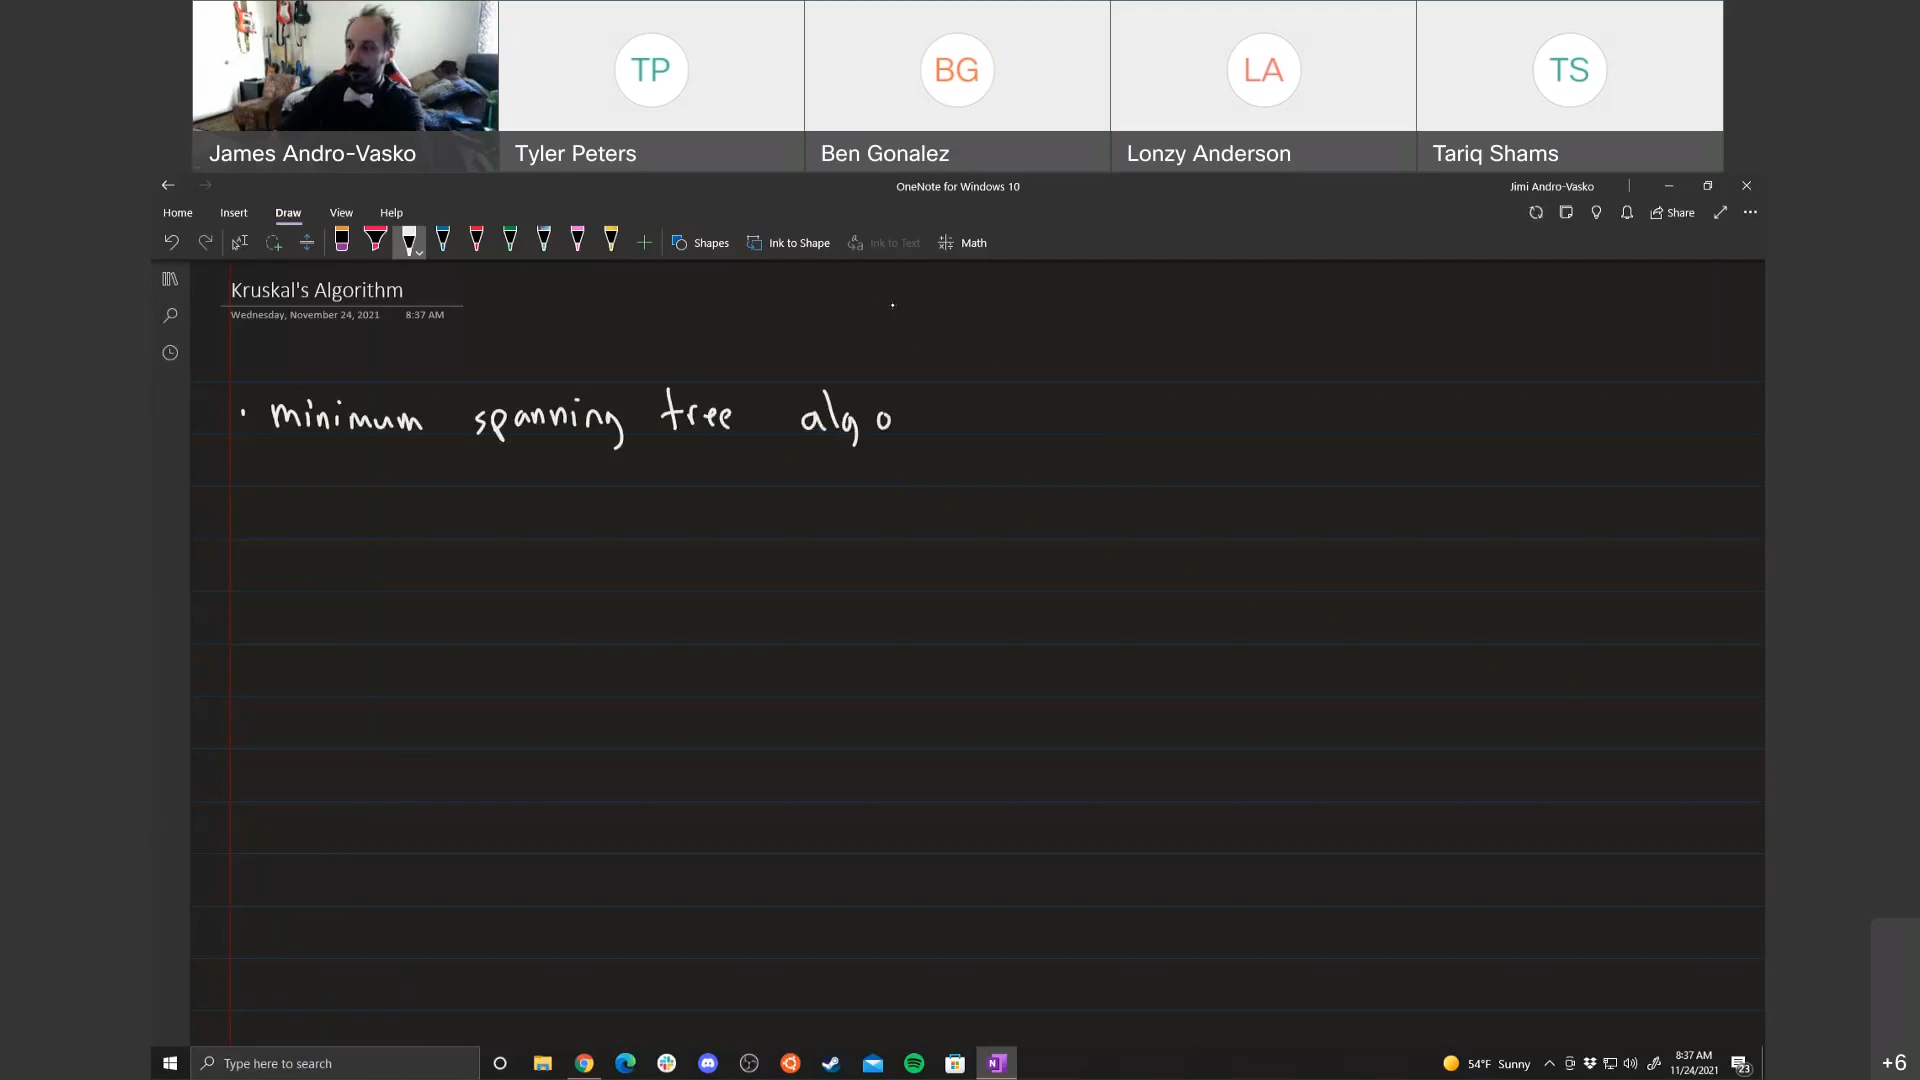 TP
BG
LA
TS
James Andro-Vasko
Tyler Peters
Ben Gonalez
Lonzy Anderson
Tariq Shams
OneNote for Windows 10
Jimi Andro-Vasko
Home Insert Draw View Help
Share
Shapes Ink to Shape Ink to Text Math
Kruskal's Algorithm
Wednesday, November 24, 2021 8:37 AM
· minimum spanning tree algo
Type here to search
54°F Sunny
8:37 AM
11/24/2021
23
+6